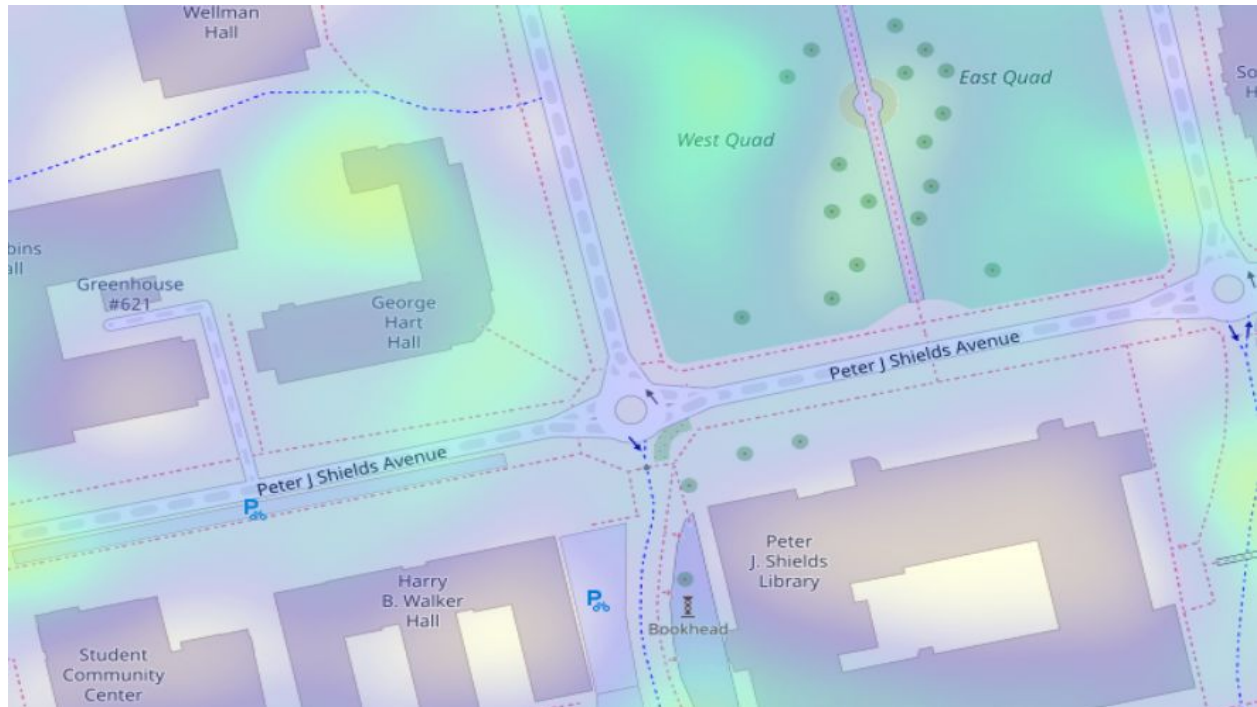 Wellman
Hall
East Quad
West Quad
Greenhouse
#621
George
Hart
Hall
Peter J Shields Avenue
Peter J Shields Avenue
P
Peter
J. Shields
Library
Harry
B. Walker
Hall
P
Bookhead
Student
Community
Center